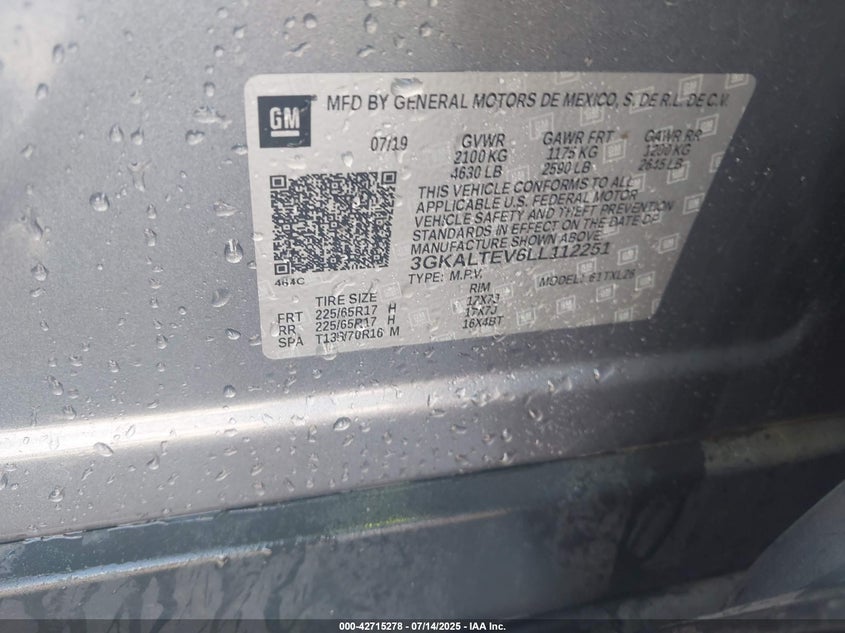 GM
MFD BY GENERAL MOTORS DE MEXICO, S. DE R.L. DE C.V.
07/19 GVWR GAWR FRT GAWR RR
2100 KG 1175 KG 1200 KG
4630 LB 2590 LB 2645 LB
THIS VEHICLE CONFORMS TO ALL
APPLICABLE U.S. FEDERAL MOTOR
VEHICLE SAFETY AND THEFT PREVENTION
STANDARDS IN EFFECT ON THE DATE OF
MANUFACTURE SHOWN ABOVE.
3GKALTEV6LL112251
TYPE: M.P.V. MODEL: 61TXL26
464C
TIRE SIZE RIM
FRT 225/65R17 H 17X7J
RR 225/65R17 H 17X7J
SPA T135/70R16 M 16X4BT
000-42715278 - 07/14/2025 - IAA Inc.